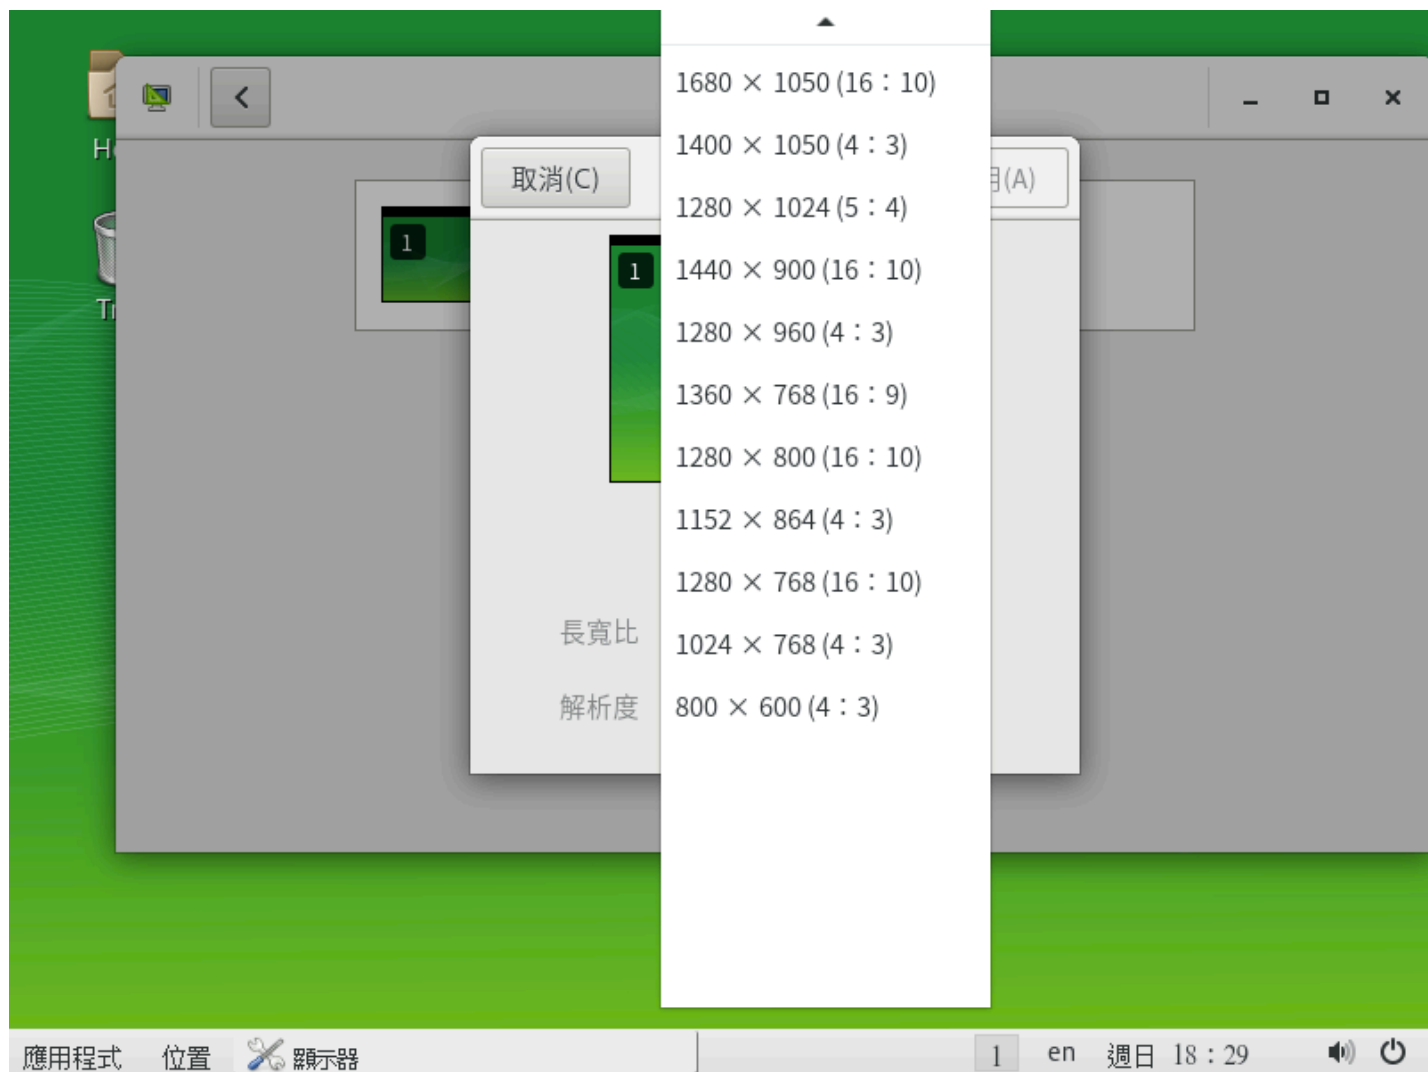 1680 × 1050 (16：10)
1400 × 1050 (4：3)
1280 × 1024 (5：4)
1440 × 900 (16：10)
1280 × 960 (4：3)
1360 × 768 (16：9)
1280 × 800 (16：10)
1152 × 864 (4：3)
1280 × 768 (16：10)
1024 × 768 (4：3)
800 × 600 (4：3)
取消(C)
(A)
1
1
長寬比
解析度
應用程式 位置 顯示器 1 en 週日 18：29